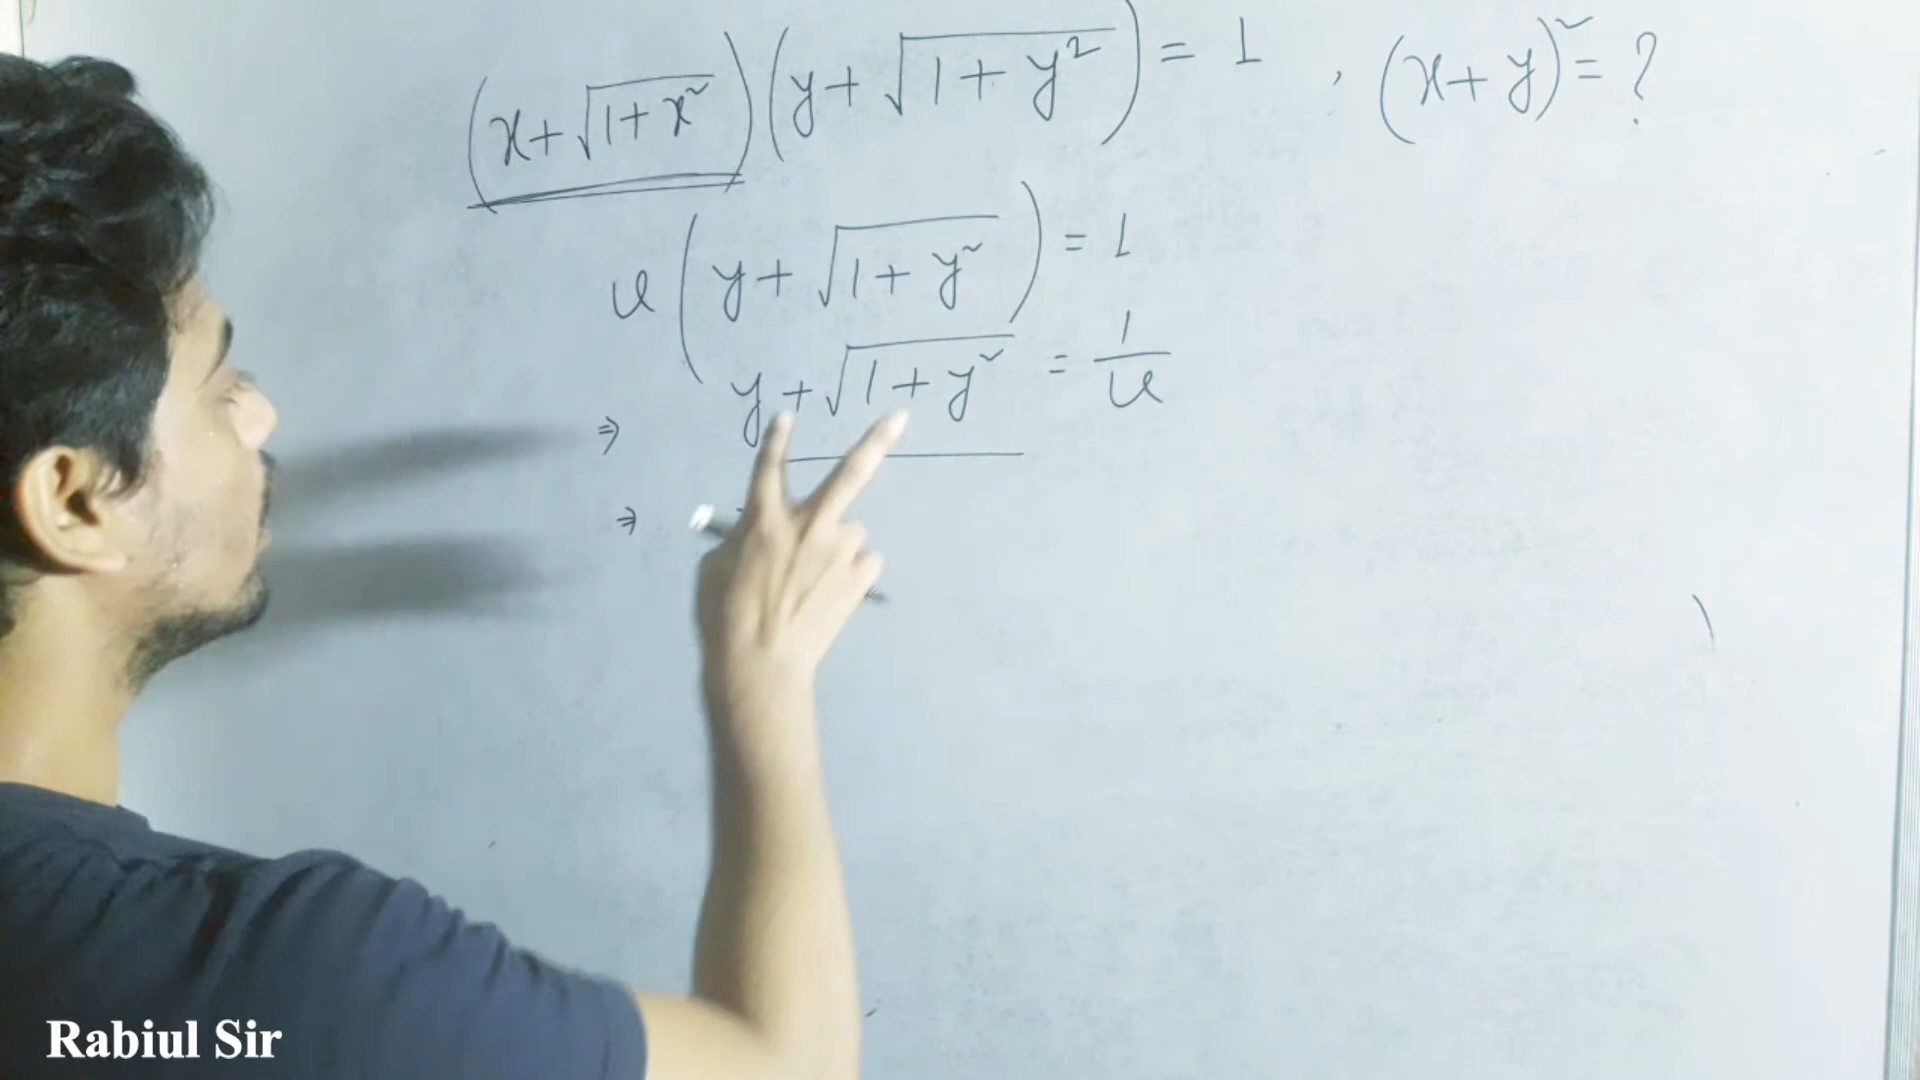 (x+√1+x²)(y+√1+y²) = 1 , (x+y)² = ?
u(y+√1+y²) = 1
⇒ y+√1+y² = 1/u
⇒
Rabiul Sir